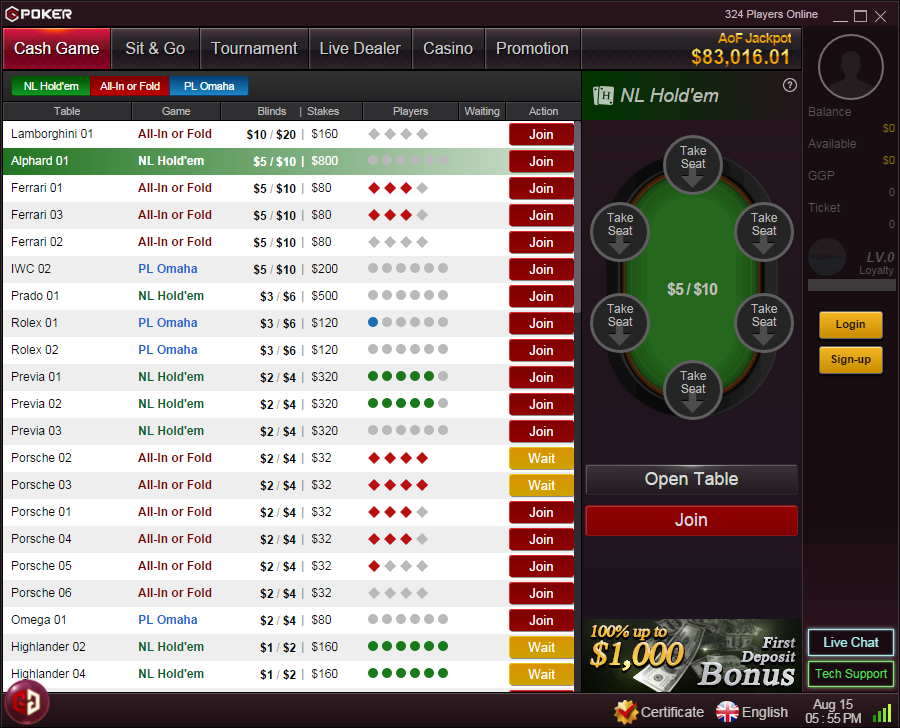 GPOKER
324 Players Online
Cash Game Sit & Go Tournament Live Dealer Casino Promotion
AoF Jackpot
$83,016.01
NL Hold'em All-In or Fold PL Omaha
Table Game Blinds | Stakes Players Waiting Action
Lamborghini 01 All-In or Fold $10 / $20 | $160 Join
Alphard 01 NL Hold'em $5 / $10 | $800 Join
Ferrari 01 All-In or Fold $5 / $10 | $80 Join
Ferrari 03 All-In or Fold $5 / $10 | $80 Join
Ferrari 02 All-In or Fold $5 / $10 | $80 Join
IWC 02 PL Omaha $5 / $10 | $200 Join
Prado 01 NL Hold'em $3 / $6 | $500 Join
Rolex 01 PL Omaha $3 / $6 | $120 Join
Rolex 02 PL Omaha $3 / $6 | $120 Join
Previa 01 NL Hold'em $2 / $4 | $320 Join
Previa 02 NL Hold'em $2 / $4 | $320 Join
Previa 03 NL Hold'em $2 / $4 | $320 Join
Porsche 02 All-In or Fold $2 / $4 | $32 Wait
Porsche 03 All-In or Fold $2 / $4 | $32 Wait
Porsche 01 All-In or Fold $2 / $4 | $32 Join
Porsche 04 All-In or Fold $2 / $4 | $32 Join
Porsche 05 All-In or Fold $2 / $4 | $32 Join
Porsche 06 All-In or Fold $2 / $4 | $32 Join
Omega 01 PL Omaha $2 / $4 | $80 Join
Highlander 02 NL Hold'em $1 / $2 | $160 Wait
Highlander 04 NL Hold'em $1 / $2 | $160 Wait
H NL Hold'em ?
Take
Seat
Take
Seat
Take
Seat
$5 / $10
Take
Seat
Take
Seat
Take
Seat
Open Table
Join
100% up to
$1,000
First
Deposit
Bonus
Balance
$0
Available
$0
GGP
0
Ticket
0
LV.0
Loyalty
Login
Sign-up
Live Chat
Tech Support
Certificate English
Aug 15
05 : 55 PM